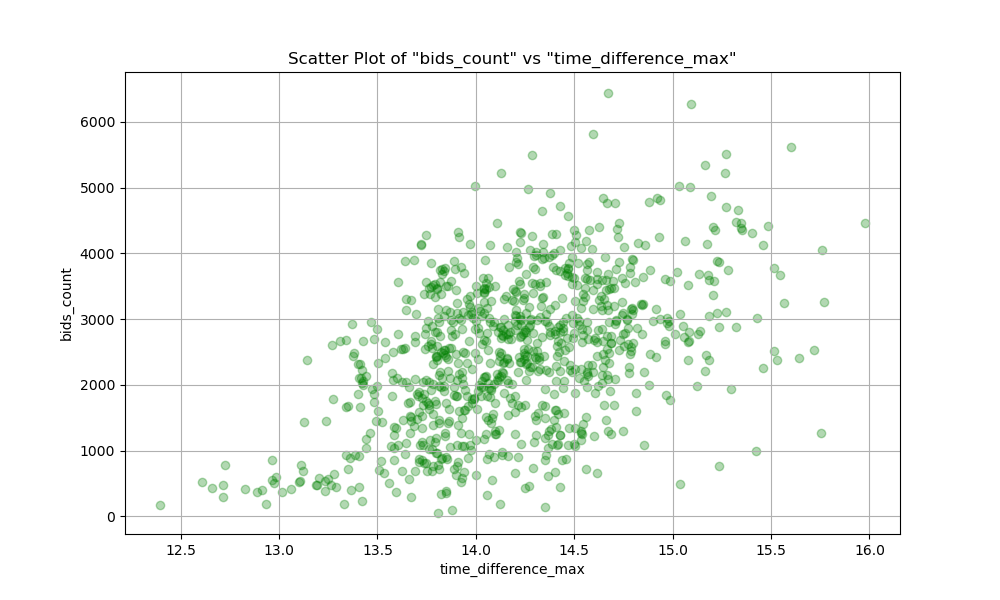 Scatter Plot of "bids_count" vs "time_difference_max"
6000
5000
4000
3000
2000
1000
0
bids_count
12.5 13.0 13.5 14.0 14.5 15.0 15.5 16.0
time_difference_max